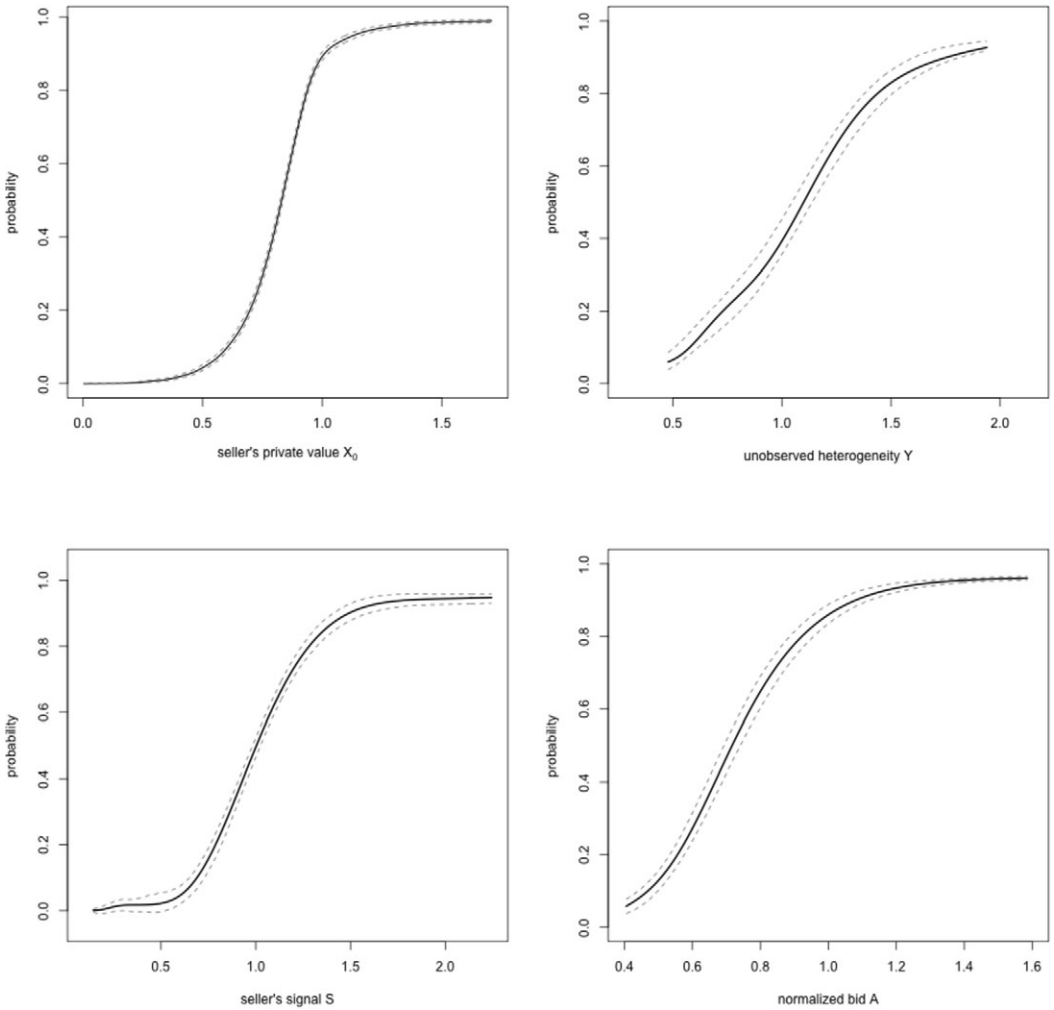 1.0
0.8
0.6
0.4
0.2
0.0
probability
0.0 0.5 1.0 1.5
seller's private value X₀
1.0
0.8
0.6
0.4
0.2
0.0
probability
0.5 1.0 1.5 2.0
unobserved heterogeneity Y
1.0
0.8
0.6
0.4
0.2
0.0
probability
0.5 1.0 1.5 2.0
seller's signal S
1.0
0.8
0.6
0.4
0.2
0.0
probability
0.4 0.6 0.8 1.0 1.2 1.4 1.6
normalized bid A